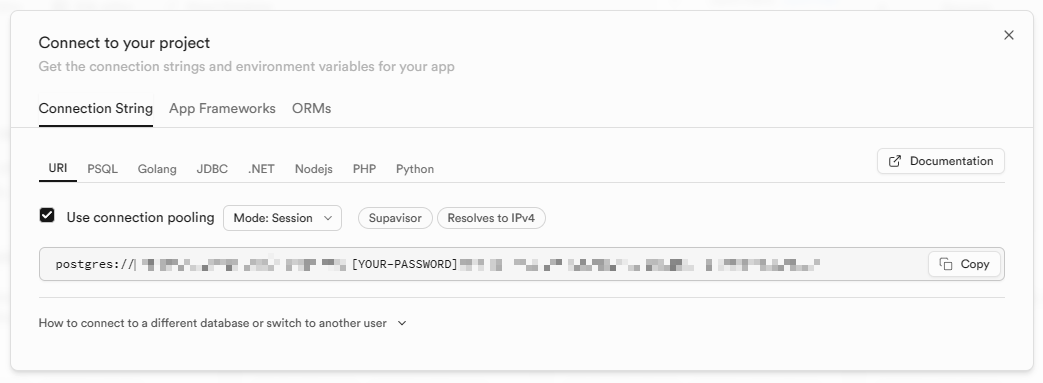 Connect to your project
Get the connection strings and environment variables for your app
Connection String App Frameworks ORMs
URI PSQL Golang JDBC .NET Nodejs PHP Python Documentation
Use connection pooling Mode: Session Supavisor Resolves to IPv4
postgres:// [YOUR-PASSWORD] Copy
How to connect to a different database or switch to another user